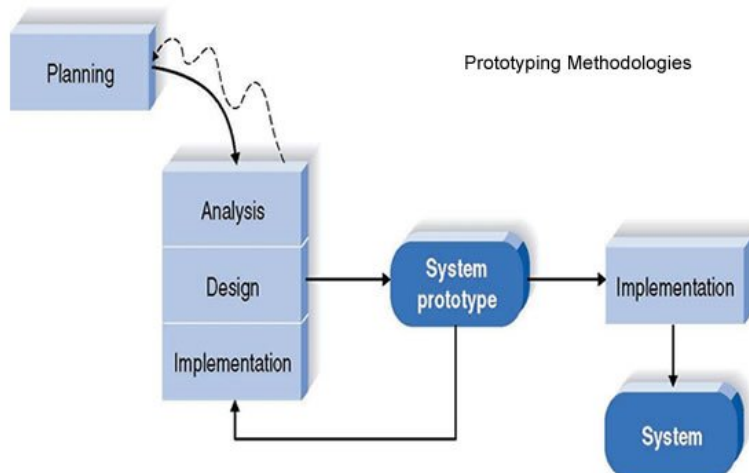 Planning
Prototyping Methodologies
Analysis
Design
Implementation
System
prototype
Implementation
System